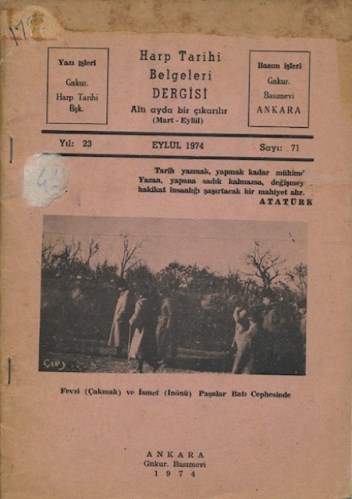 Yazı işleri
Gnkur.
Harp Tarihi
Bşk.
Harp Tarihi
Belgeleri
DERGİSİ
Altı ayda bir çıkarılır
(Mart - Eylül)
Basım işleri
Gnkur.
Basımevi
ANKARA
Yıl: 23
EYLÜL 1974
Sayı: 71
Tarih yazmak, yapmak kadar mühim
Yazan, yapana sadık kalmazsa, değişmey
hakikat insanlığı şaşırtacak bir mahiyet alır.
ATATÜRK
Fevzi (Çakmak) ve İsmet (İnönü) Paşalar Batı Cephesinde
ANKARA
Gnkur. Basımevi
1974